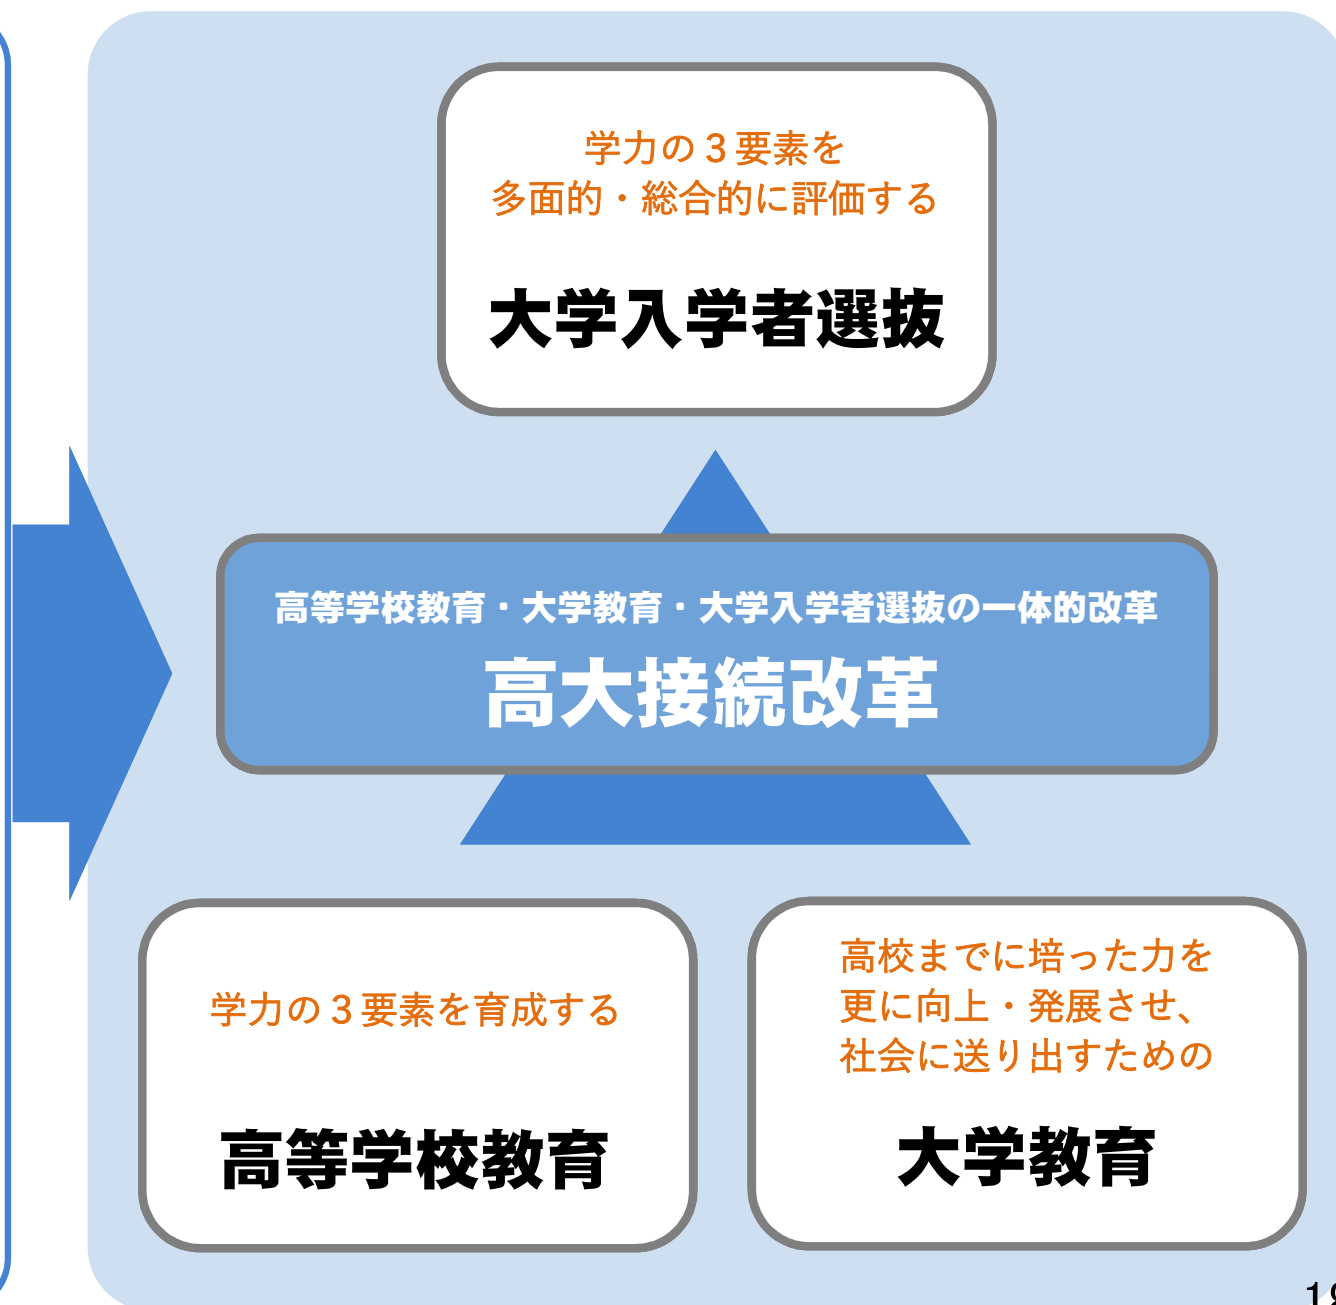 学力の３要素を
多面的・総合的に評価する
大学入学者選抜
高等学校教育・大学教育・大学入学者選抜の一体的改革
高大接続改革
学力の３要素を育成する
高等学校教育
高校までに培った力を
更に向上・発展させ、
社会に送り出すための
大学教育